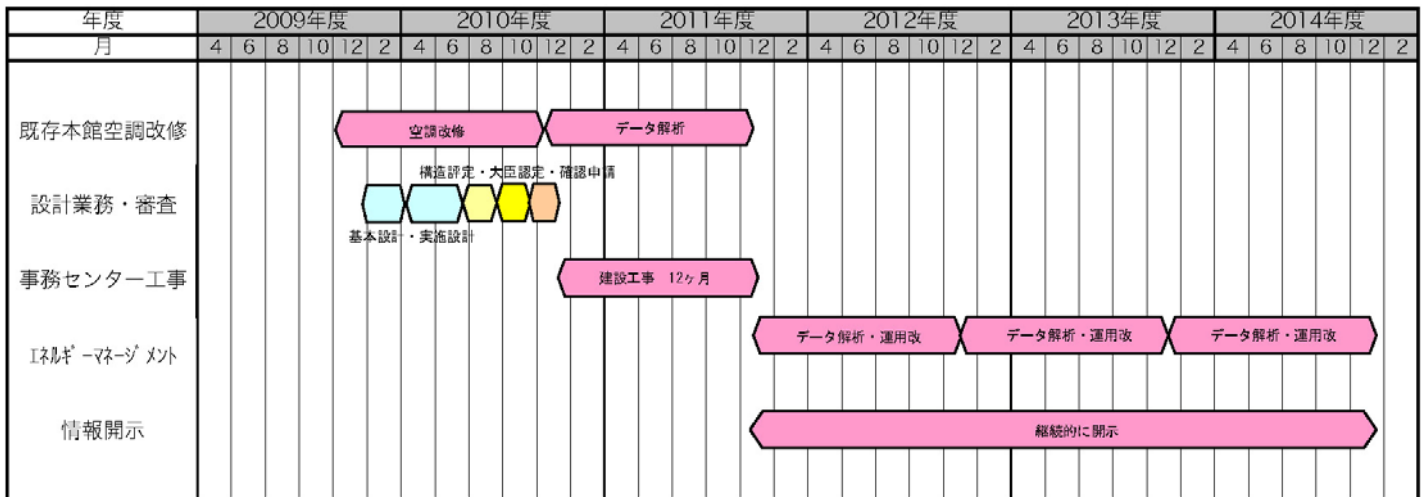 年度 2009年度 2010年度 2011年度 2012年度 2013年度 2014年度
月 4 6 8 10 12 2 4 6 8 10 12 2 4 6 8 10 12 2 4 6 8 10 12 2 4 6 8 10 12 2 4 6 8 10 12 2
既存本館空調改修 空調改修 データ解析
構造評定・大臣認定・確認申請
設計業務・審査
基本設計・実施設計
事務センター工事 建設工事 12ヶ月
エネルギーマネージメント データ解析・運用改 データ解析・運用改 データ解析・運用改
情報開示 継続的に開示